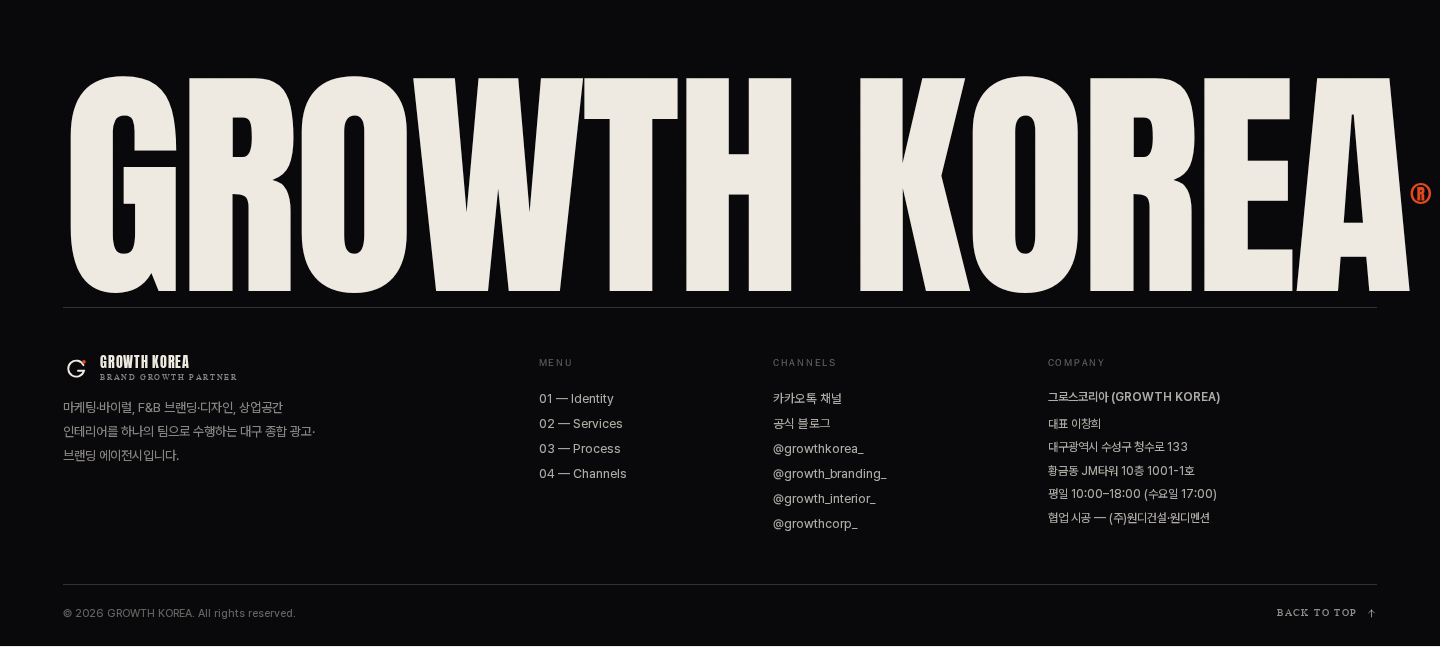 GROWTH KOREA®
GROWTH KOREA
BRAND GROWTH PARTNER
마케팅·바이럴, F&B 브랜딩·디자인, 상업공간
인테리어를 하나의 팀으로 수행하는 대구 종합 광고·
브랜딩 에이전시입니다.
MENU
01 — Identity
02 — Services
03 — Process
04 — Channels
CHANNELS
카카오톡 채널
공식 블로그
@growthkorea_
@growth_branding_
@growth_interior_
@growthcorp_
COMPANY
그로스코리아 (GROWTH KOREA)
대표 이창희
대구광역시 수성구 청수로 133
황금동 JM타워 10층 1001-1호
평일 10:00–18:00 (수요일 17:00)
협업 시공 — (주)원디건설·원디멘션
© 2026 GROWTH KOREA. All rights reserved.
BACK TO TOP ↑